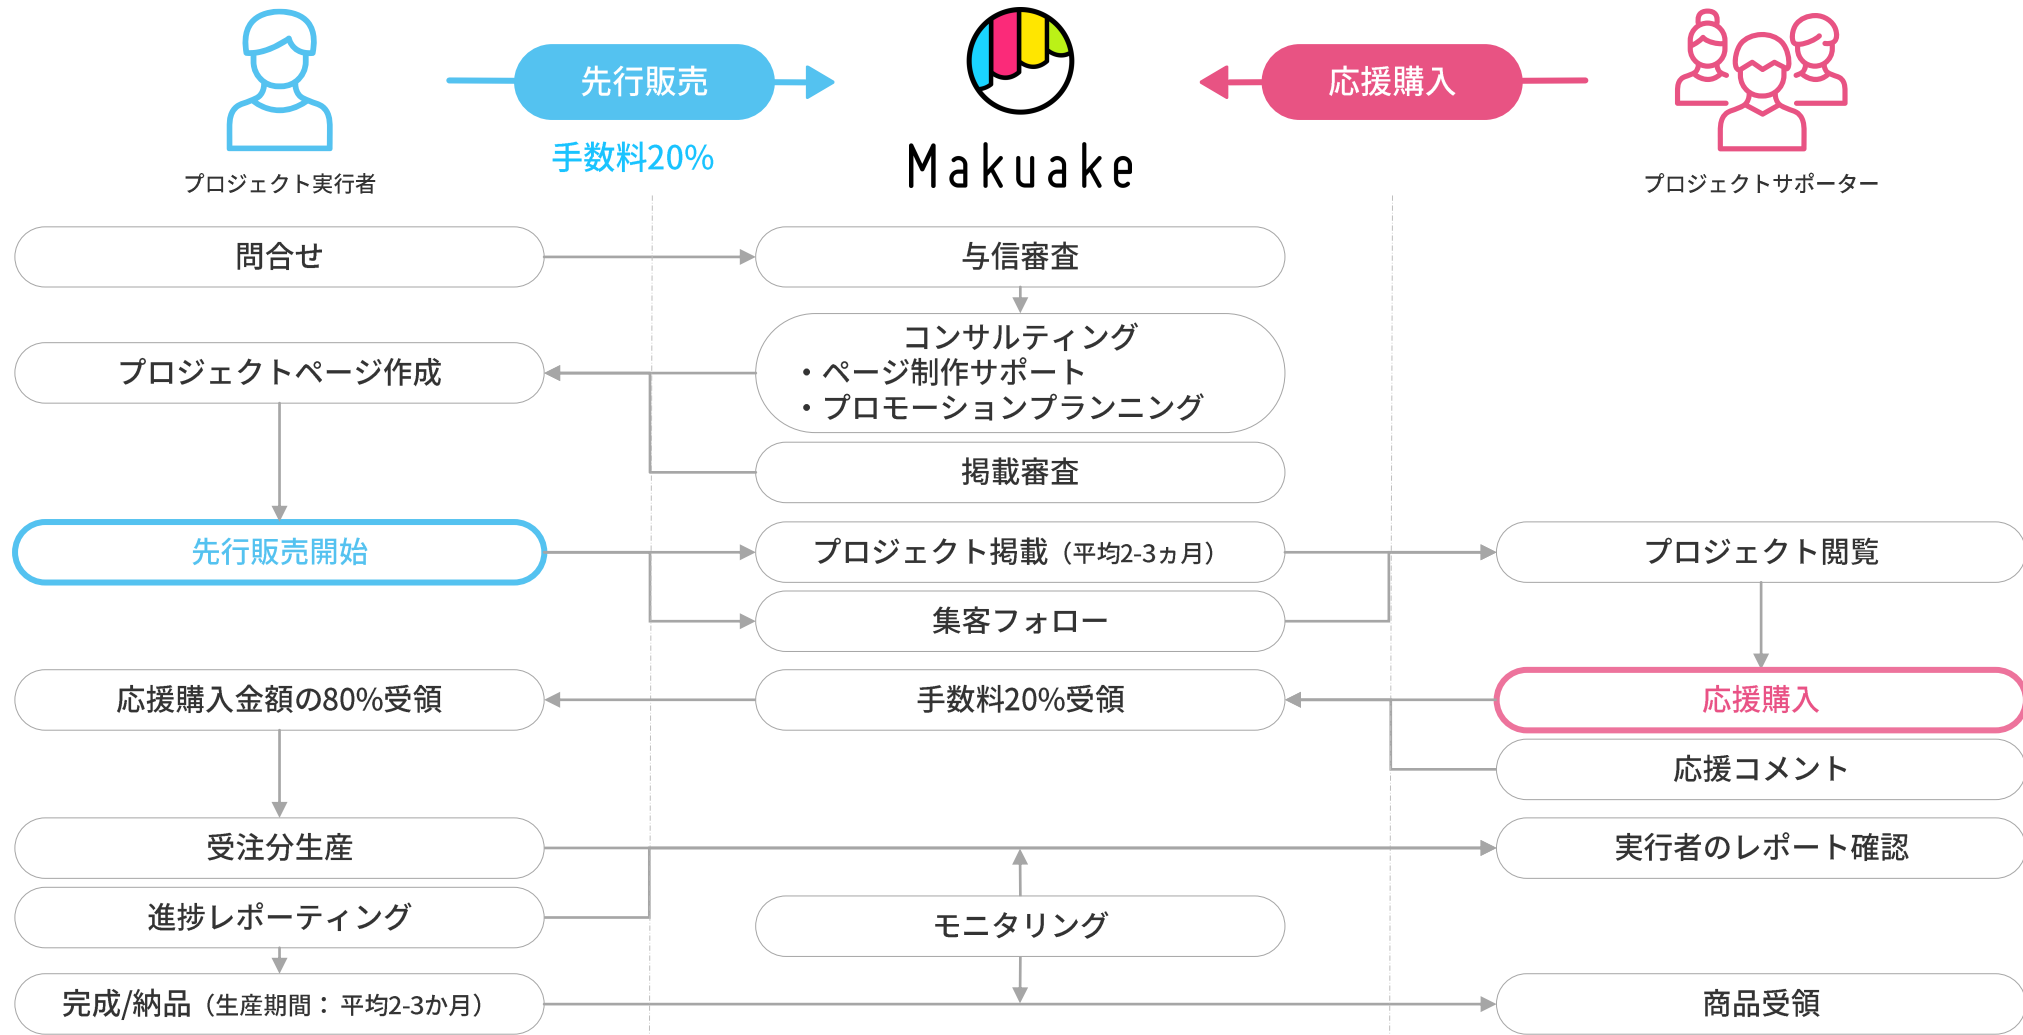 先行販売
応援購入
手数料20%
Makuake
プロジェクト実行者
プロジェクトサポーター
問合せ
与信審査
コンサルティング
・ページ制作サポート
・プロモーションプランニング
プロジェクトページ作成
掲載審査
先行販売開始
プロジェクト掲載（平均2-3ヵ月）
プロジェクト閲覧
集客フォロー
応援購入金額の80%受領
手数料20%受領
応援購入
応援コメント
受注分生産
実行者のレポート確認
進捗レポーティング
モニタリング
完成/納品（生産期間： 平均2-3か月）
商品受領